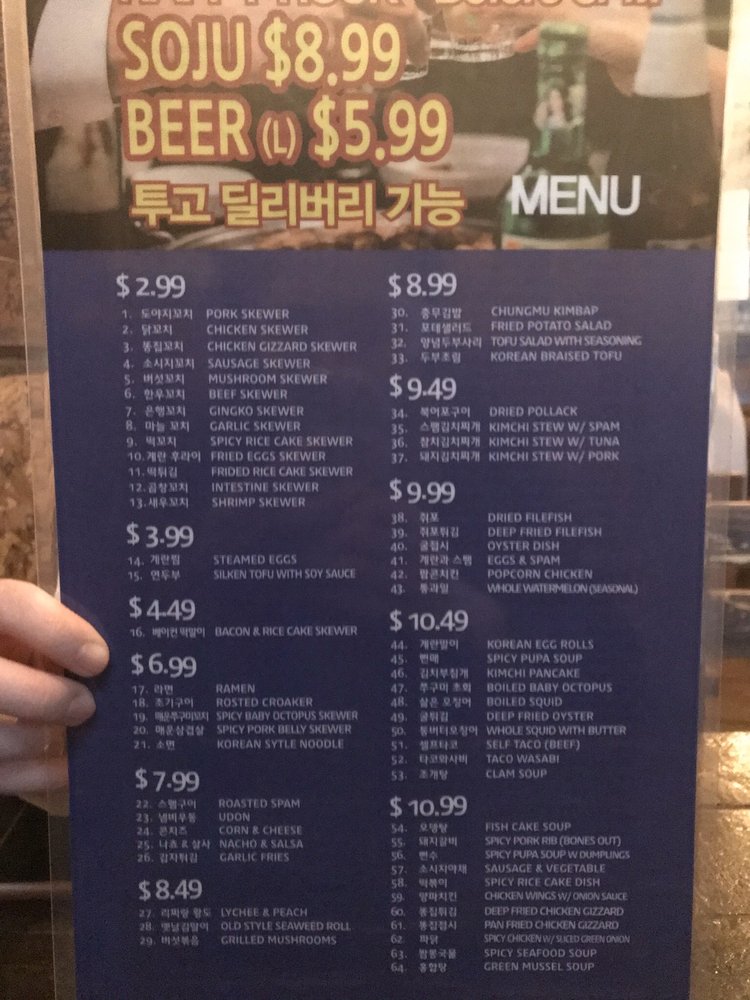 SOJU $8.99
BEER (L) $5.99
투고 딜리버리 가능
MENU
$ 2.99
1. 도야지꼬치 PORK SKEWER
2. 닭꼬치 CHICKEN SKEWER
3. 똥집꼬치 CHICKEN GIZZARD SKEWER
4. 소시지꼬치 SAUSAGE SKEWER
5. 버섯꼬치 MUSHROOM SKEWER
6. 한우꼬치 BEEF SKEWER
7. 은행꼬치 GINGKO SKEWER
8. 마늘 꼬치 GARLIC SKEWER
9. 떡꼬치 SPICY RICE CAKE SKEWER
10. 계란 후라이 FRIED EGGS SKEWER
11. 떡튀김 FRIDED RICE CAKE SKEWER
12. 곱창꼬치 INTESTINE SKEWER
13. 새우꼬치 SHRIMP SKEWER
$ 3.99
14. 계란찜 STEAMED EGGS
15. 연두부 SILKEN TOFU WITH SOY SAUCE
$ 4.49
16. 베이컨 떡말이 BACON & RICE CAKE SKEWER
$ 6.99
17. 라면 RAMEN
18. 조기구이 ROSTED CROAKER
19. 매운쭈구미꼬치 SPICY BABY OCTOPUS SKEWER
20. 매운삼겹살 SPICY PORK BELLY SKEWER
21. 소면 KOREAN SYTLE NOODLE
$ 7.99
22. 스팸구이 ROASTED SPAM
23. 냄비우동 UDON
24. 콘치즈 CORN & CHEESE
25. 나쵸 & 살사 NACHO & SALSA
26. 감자튀김 GARLIC FRIES
$ 8.49
27. 리찌랑 황도 LYCHEE & PEACH
28. 옛날김말이 OLD STYLE SEAWEED ROLL
29. 버섯볶음 GRILLED MUSHROOMS
$ 8.99
30. 충무김밥 CHUNGMU KIMBAP
31. 포테샐러드 FRIED POTATO SALAD
32. 양념두부사리 TOFU SALAD WITH SEASONING
33. 두부조림 KOREAN BRAISED TOFU
$ 9.49
34. 북어포구이 DRIED POLLACK
35. 스팸김치찌개 KIMCHI STEW W/ SPAM
36. 참치김치찌개 KIMCHI STEW W/ TUNA
37. 돼지김치찌개 KIMCHI STEW W/ PORK
$ 9.99
38. 쥐포 DRIED FILEFISH
39. 쥐포튀김 DEEP FRIED FILEFISH
40. 굴접시 OYSTER DISH
41. 계란과 스팸 EGGS & SPAM
42. 팝콘치킨 POPCORN CHICKEN
43. 통과일 WHOLE WATERMELON (SEASONAL)
$ 10.49
44. 계란말이 KOREAN EGG ROLLS
45. 뻔매 SPICY PUPA SOUP
46. 김치부침개 KIMCHI PANCAKE
47. 쭈구미 초회 BOILED BABY OCTOPUS
48. 삶은 오징어 BOILED SQUID
49. 굴튀김 DEEP FRIED OYSTER
50. 통버터오징어 WHOLE SQUID WITH BUTTER
51. 셀프타코 SELF TACO (BEEF)
52. 타코와사비 TACO WASABI
53. 조개탕 CLAM SOUP
$ 10.99
54. 오뎅탕 FISH CAKE SOUP
55. 돼지갈비 SPICY PORK RIB (BONES OUT)
56. 뻔수 SPICY PUPA SOUP W DUMPLINGS
57. 소시지야채 SAUSAGE & VEGETABLE
58. 떡볶이 SPICY RICE CAKE DISH
59. 양파치킨 CHICKEN WINGS W/ ONION SAUCE
60. 똥집튀김 DEEP FRIED CHICKEN GIZZARD
61. 똥집접시 PAN FRIED CHICKEN GIZZARD
62. 파닭 SPICY CHICKEN W/ SLICED GREEN ONION
63. 짬뽕국물 SPICY SEAFOOD SOUP
64. 홍합탕 GREEN MUSSEL SOUP